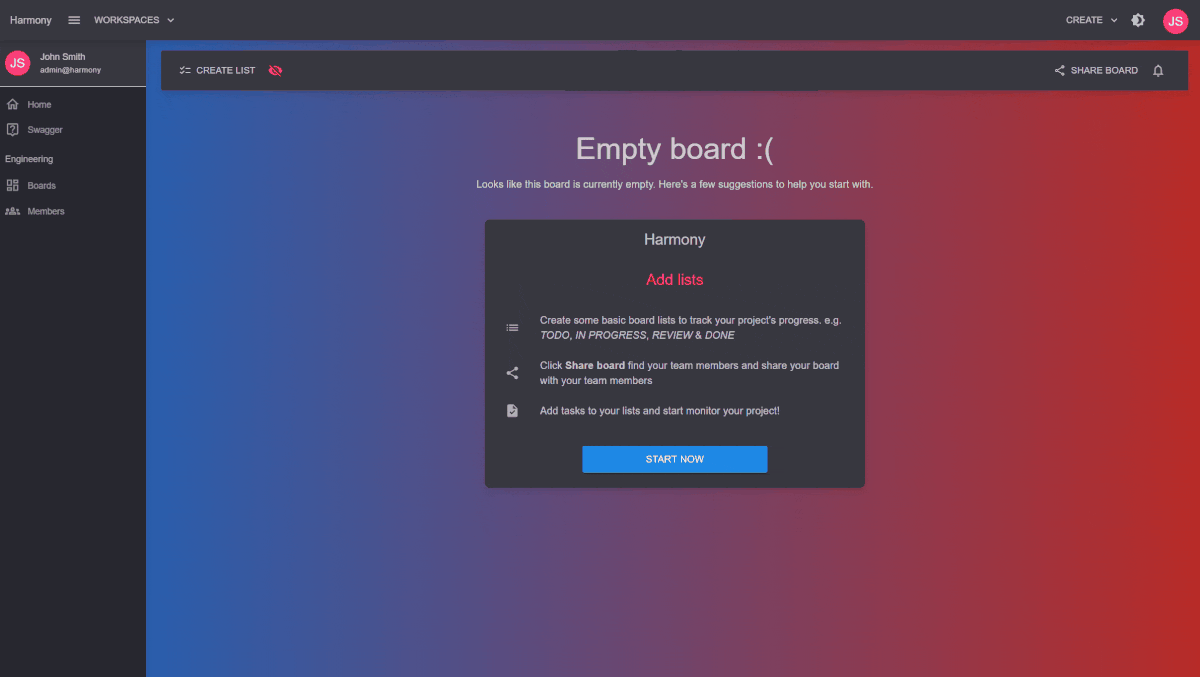 Harmony WORKSPACES CREATE JS
JS John Smith
admin@harmony
CREATE LIST SHARE BOARD
Home
Swagger
Engineering
Boards
Members
Empty board :(
Looks like this board is currently empty. Here's a few suggestions to help you start with.
Harmony
Add lists
Create some basic board lists to track your project's progress. e.g.
TODO, IN PROGRESS, REVIEW & DONE
Click Share board find your team members and share your board
with your team members
Add tasks to your lists and start monitor your project!
START NOW